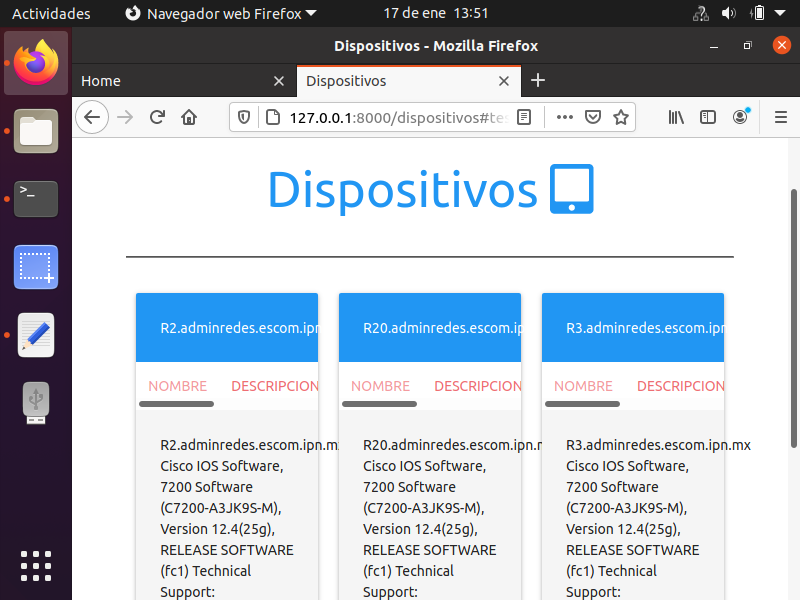 Actividades
Navegador web Firefox
17 de ene 13:51
Dispositivos - Mozilla Firefox
Home
Dispositivos
127.0.0.1:8000/dispositivos#te
Dispositivos
R2.adminredes.escom.ipn
R20.adminredes.escom.ip
R3.adminredes.escom.ipn
NOMBRE
DESCRIPCION
NOMBRE
DESCRIPCION
NOMBRE
DESCRIPCION
R2.adminredes.escom.ipn.mx
Cisco IOS Software,
7200 Software
(C7200-A3JK9S-M),
Version 12.4(25g),
RELEASE SOFTWARE
(fc1) Technical
Support:
R20.adminredes.escom.ipn.m
Cisco IOS Software,
7200 Software
(C7200-A3JK9S-M),
Version 12.4(25g),
RELEASE SOFTWARE
(fc1) Technical
Support:
R3.adminredes.escom.ipn.mx
Cisco IOS Software,
7200 Software
(C7200-A3JK9S-M),
Version 12.4(25g),
RELEASE SOFTWARE
(fc1) Technical
Support: